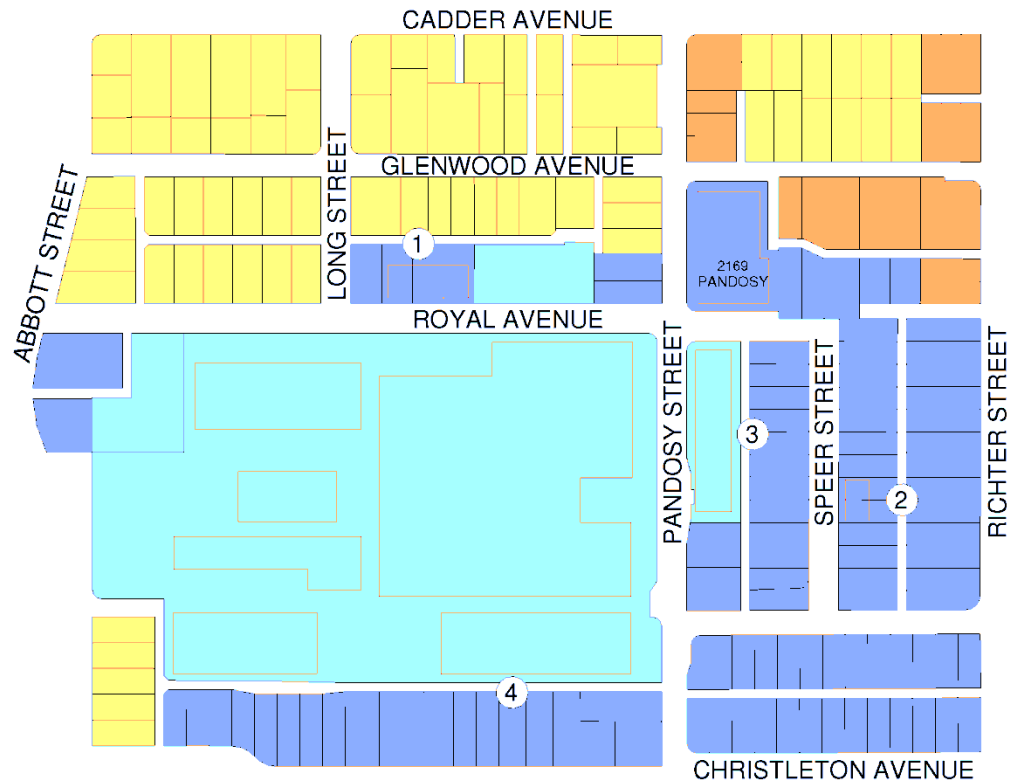 CADDER AVENUE
GLENWOOD AVENUE
ABBOTT STREET
LONG STREET
1
2169
PANDOSY
ROYAL AVENUE
PANDOSY STREET
3
SPEER STREET
2
RICHTER STREET
4
CHRISTLETON AVENUE